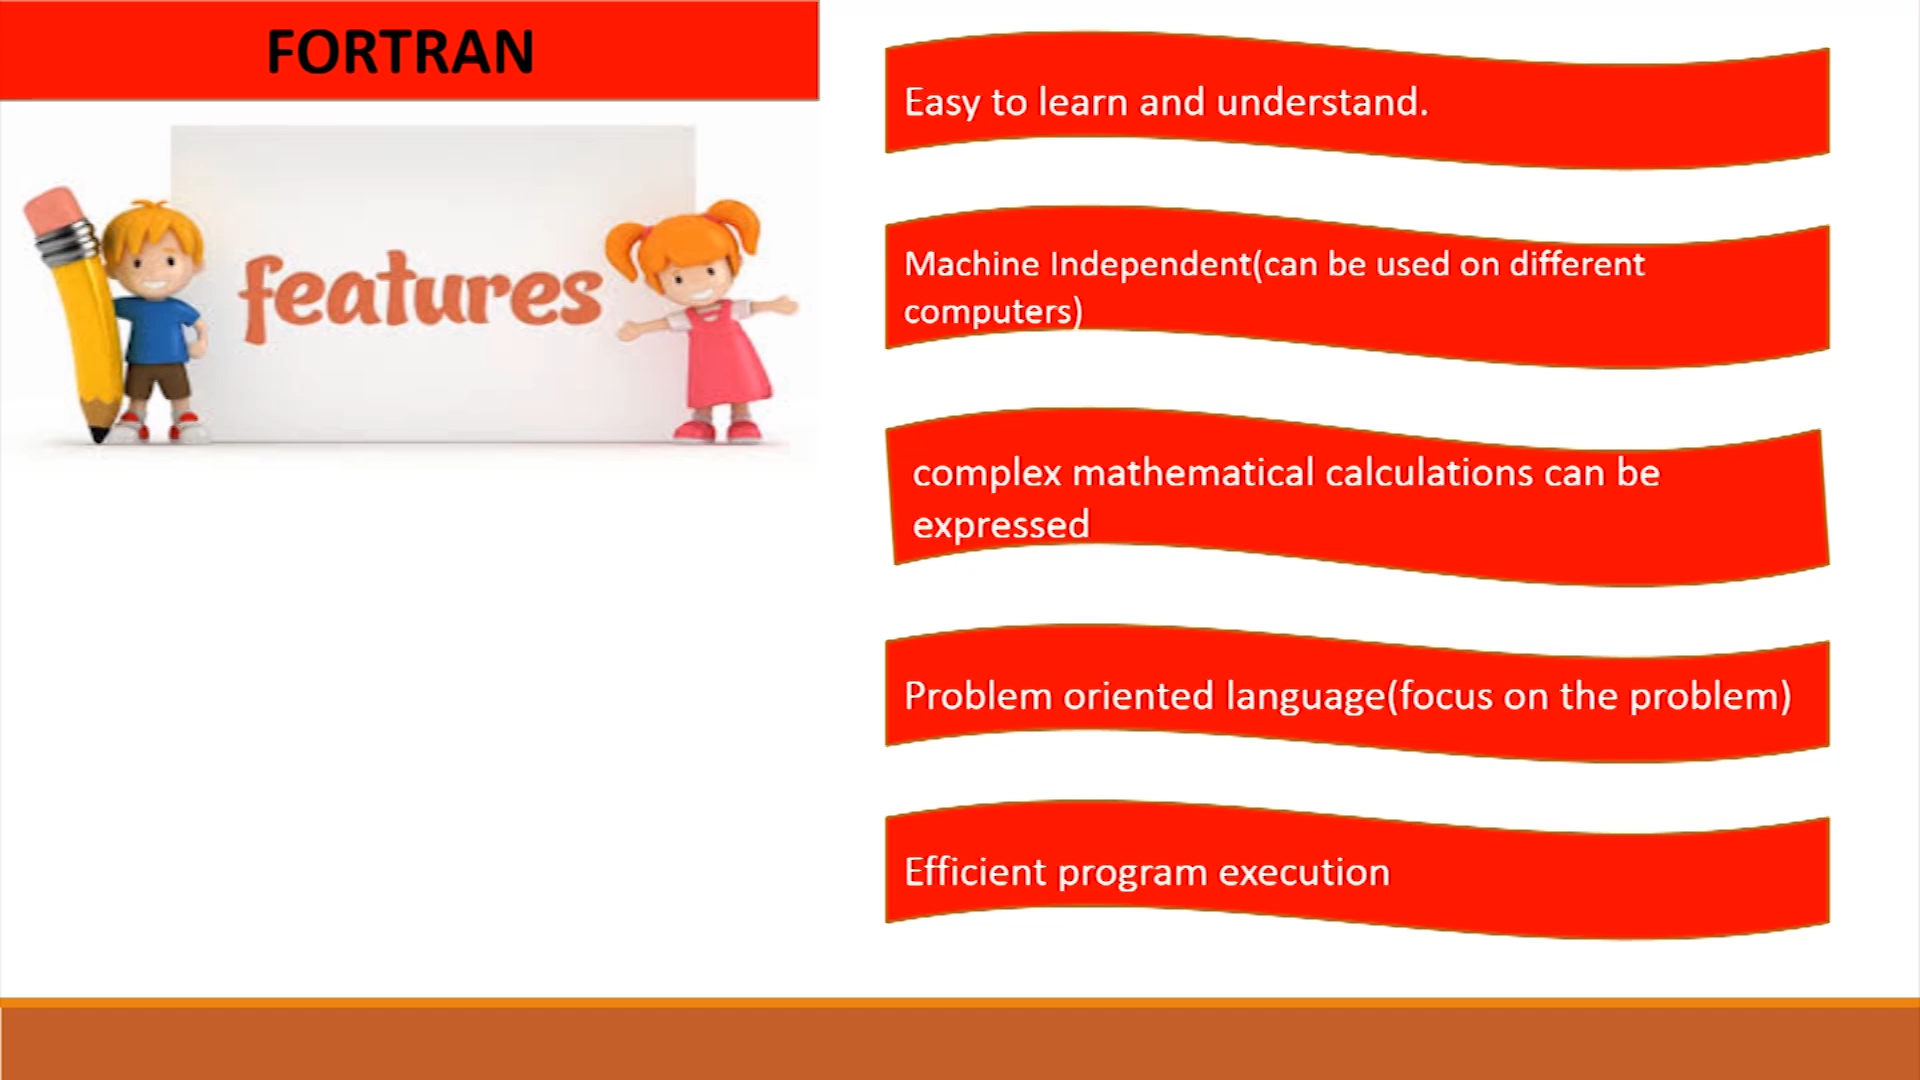 FORTRAN
features
Easy to learn and understand.
Machine Independent(can be used on different
computers)
complex mathematical calculations can be
expressed
Problem oriented language(focus on the problem)
Efficient program execution